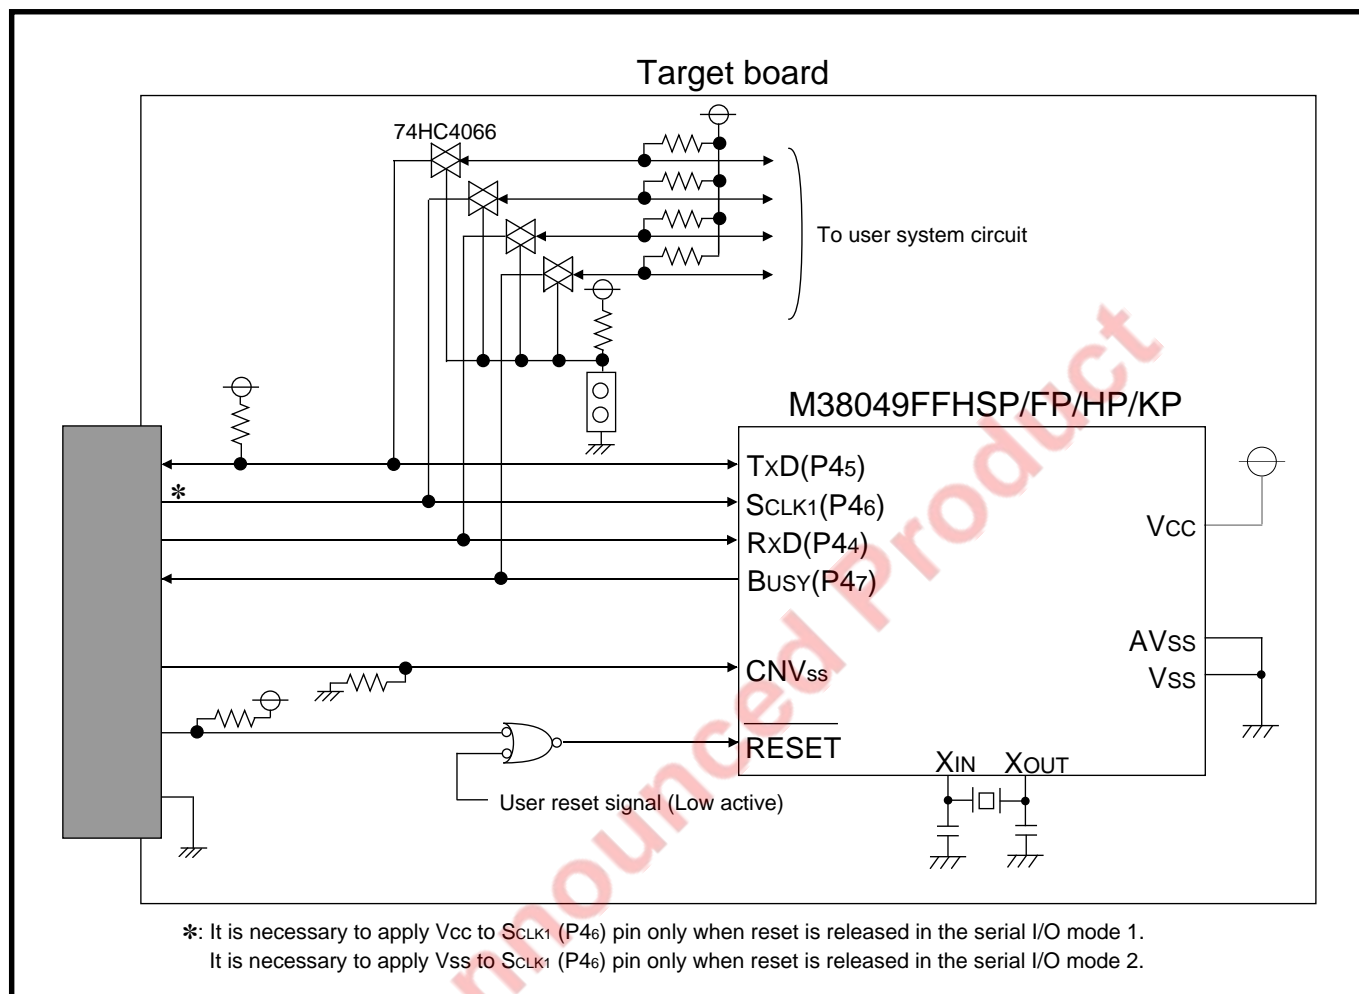 Target board
74HC4066
To user system circuit
M38049FFHSP/FP/HP/KP
TxD(P45)
*
SCLK1(P46)
RxD(P44)
BUSY(P47)
VCC
AVSS
VSS
CNVss
RESET
XIN XOUT
User reset signal (Low active)
*: It is necessary to apply Vcc to SCLK1 (P46) pin only when reset is released in the serial I/O mode 1.
It is necessary to apply Vss to SCLK1 (P46) pin only when reset is released in the serial I/O mode 2.
nnounced Product